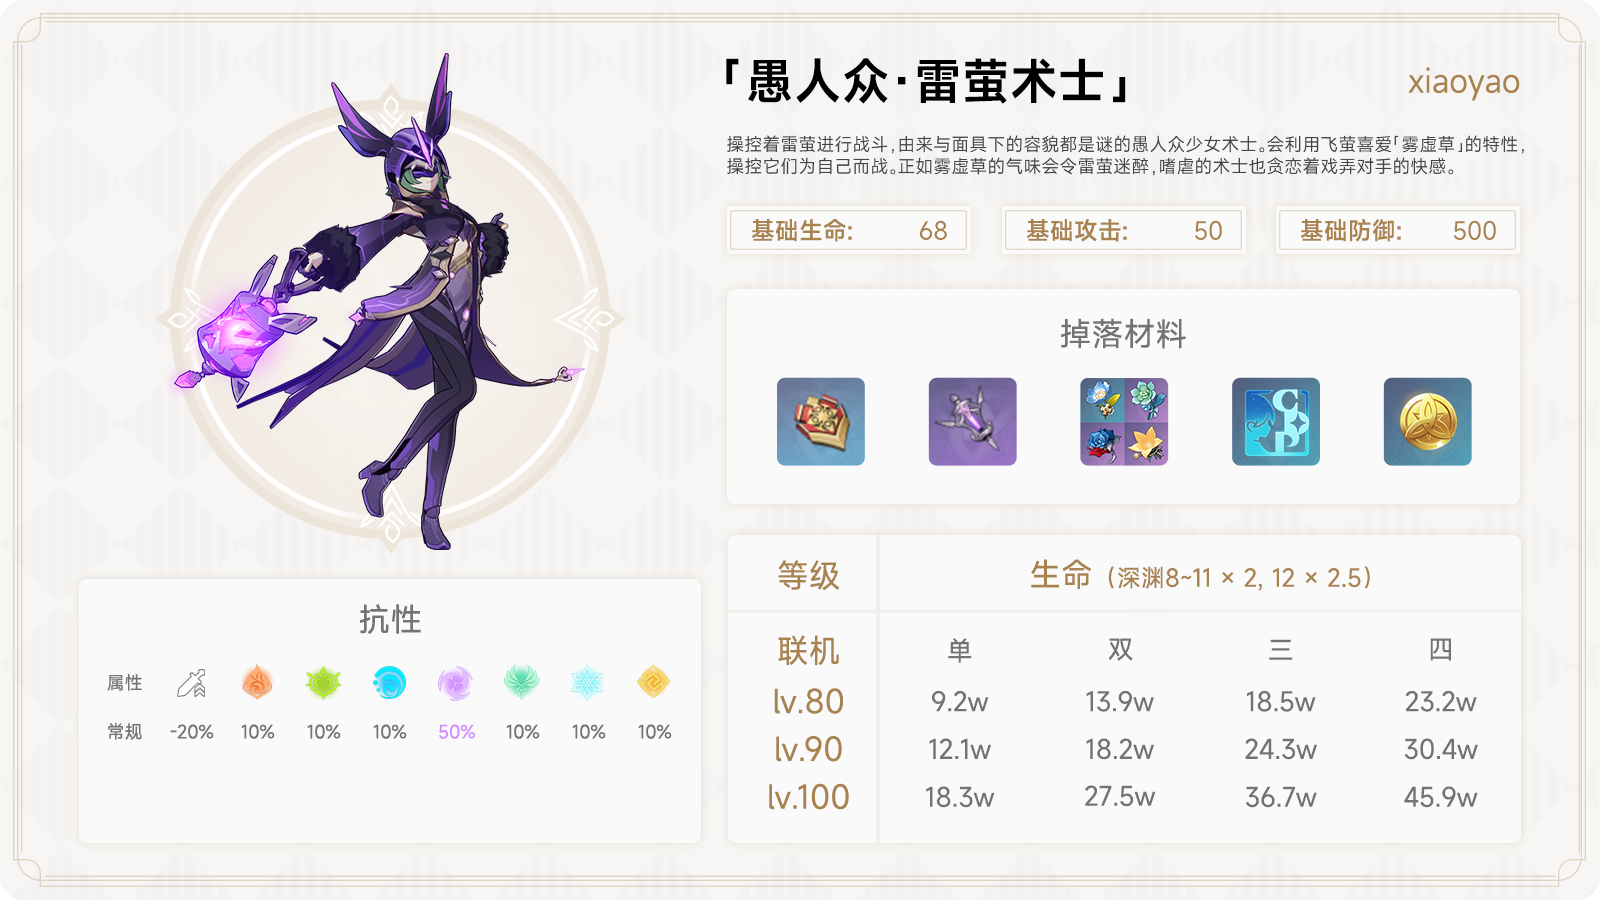 「愚人众·雷萤术士」
xiaoyao
操控着雷萤进行战斗,由来与面具下的容貌都是谜的愚人众少女术士。会利用飞萤喜爱「雾虚草」的特性,
操控它们为自己而战。正如雾虚草的气味会令雷萤迷醉,嗜虐的术士也贪恋着戏弄对手的快感。
基础生命: 68 基础攻击: 50 基础防御: 500
掉落材料
C
P
抗性
属性
常规 -20% 10% 10% 10% 50% 10% 10% 10%
等级 生命（深渊8~11 × 2, 12 × 2.5）
联机 单 双 三 四
lv.80 9.2w 13.9w 18.5w 23.2w
lv.90 12.1w 18.2w 24.3w 30.4w
lv.100 18.3w 27.5w 36.7w 45.9w